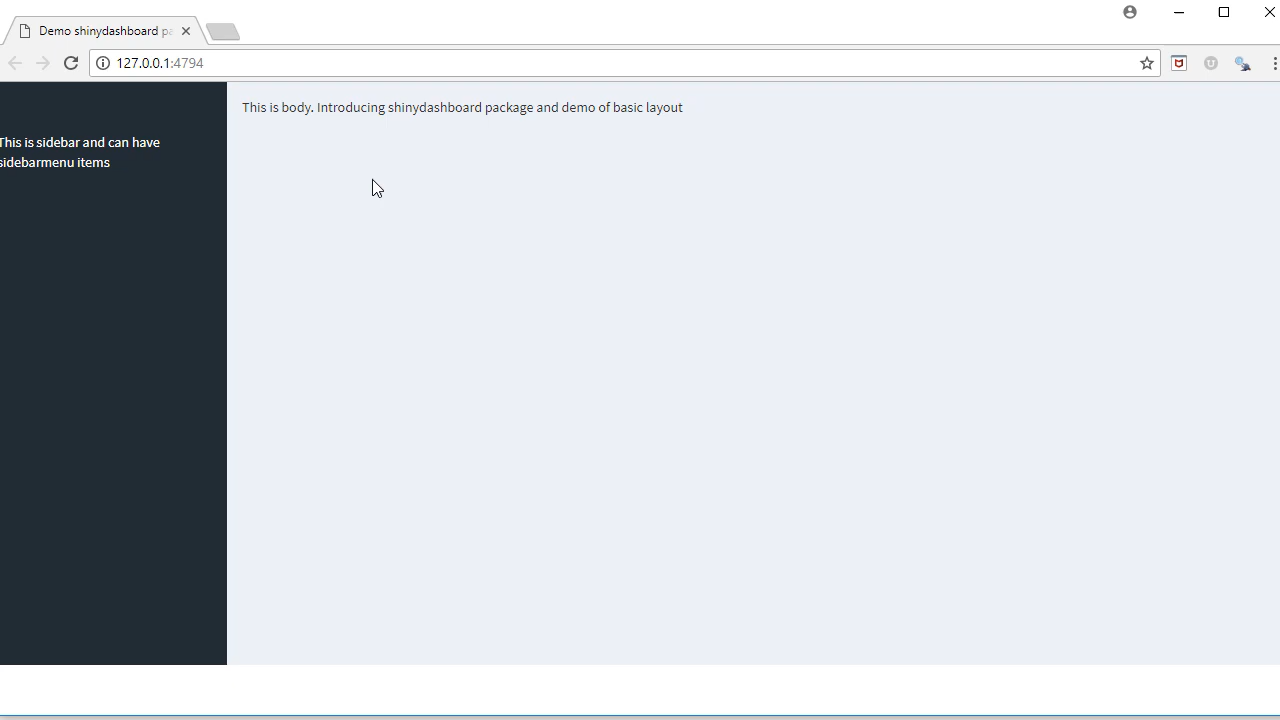 Demo shinydashboard pa
127.0.0.1:4794
This is body. Introducing shinydashboard package and demo of basic layout
This is sidebar and can have
sidebarmenu items